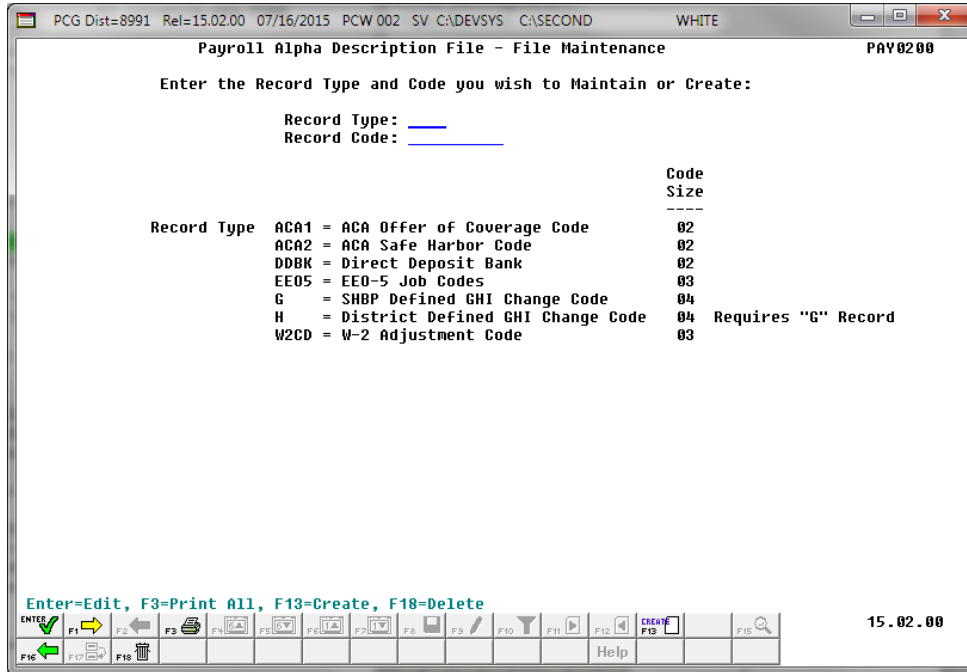 PCG Dist=8991 Rel=15.02.00 07/16/2015 PCW 002 SV C:\DEVSYS C:\SECOND WHITE
Payroll Alpha Description File - File Maintenance PAY0200
Enter the Record Type and Code you wish to Maintain or Create:
Record Type: ____
Record Code: __________
Code
Size
----
Record Type ACA1 = ACA Offer of Coverage Code 02
ACA2 = ACA Safe Harbor Code 02
DDBK = Direct Deposit Bank 02
EEO5 = EEO-5 Job Codes 03
G = SHBP Defined GHI Change Code 04
H = District Defined GHI Change Code 04 Requires "G" Record
W2CD = W-2 Adjustment Code 03
Enter=Edit, F3=Print All, F13=Create, F18=Delete
ENTER F1 F2 F3 F4 6 F5 6 F6 1 F7 1 F8 F9 F10 F11 F12 CREATE F13 F15 15.02.00
F16 F17 F18 Help